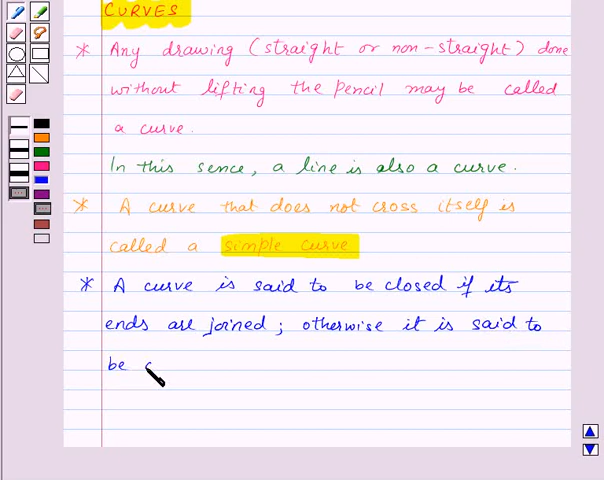 CURVES
* Any drawing (straight or non-straight) done
without lifting the pencil may be called
a curve.
In this sence, a line is also a curve.
* A curve that does not cross itself is
called a simple curve
* A curve is said to be closed if its
ends are joined; otherwise it is said to
be